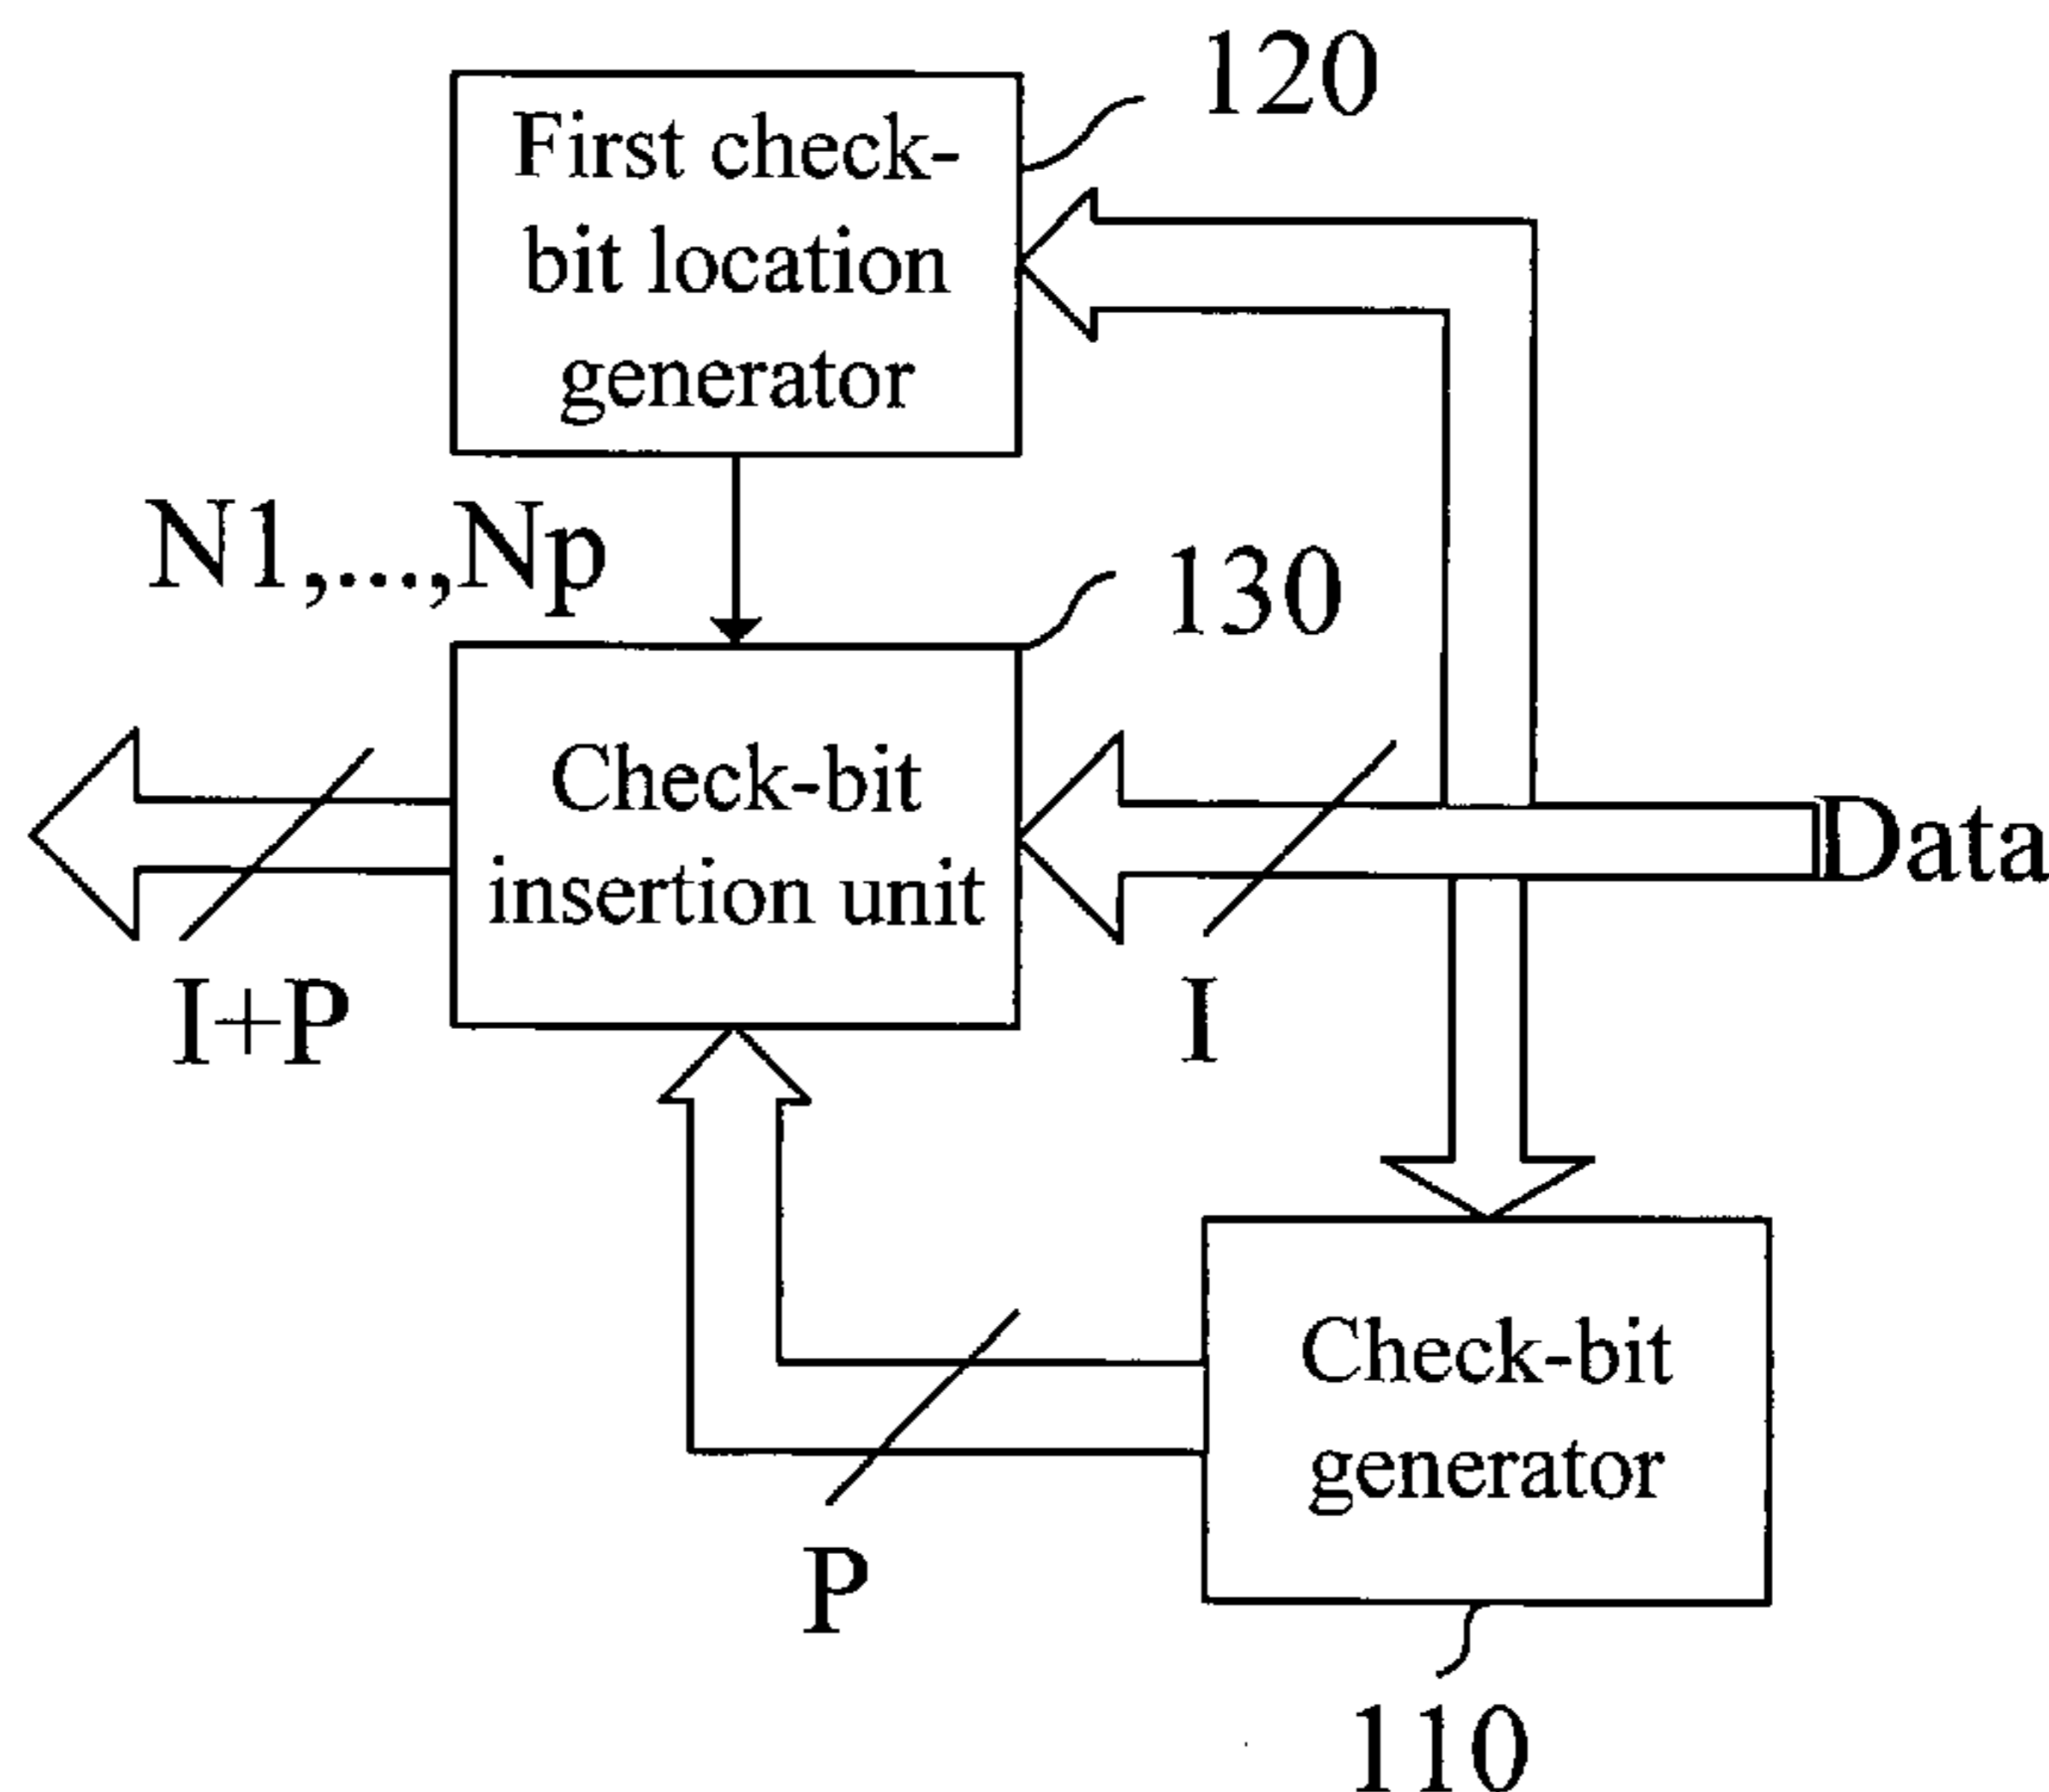 120
First check-
bit location
generator
N1,...,Np
130
Check-bit
insertion unit
Data
I+P
I
Check-bit
generator
P
110